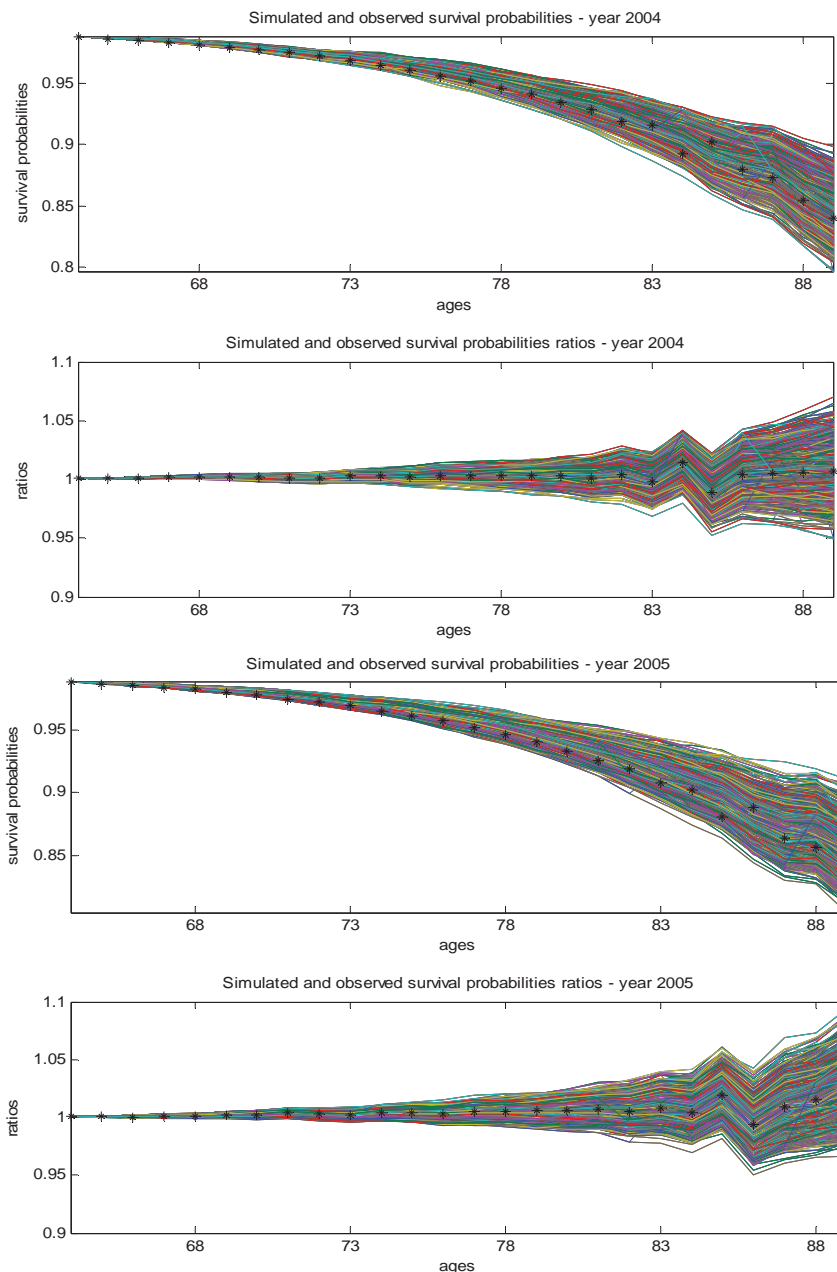 Simulated and observed survival probabilities - year 2004
0.95
0.9
0.85
0.8
survival probabilities
68 73 78 83 88
ages
Simulated and observed survival probabilities ratios - year 2004
1.1
1.05
1
0.95
0.9
ratios
68 73 78 83 88
ages
Simulated and observed survival probabilities - year 2005
0.95
0.9
0.85
survival probabilities
68 73 78 83 88
ages
Simulated and observed survival probabilities ratios - year 2005
1.1
1.05
1
0.95
0.9
ratios
68 73 78 83 88
ages